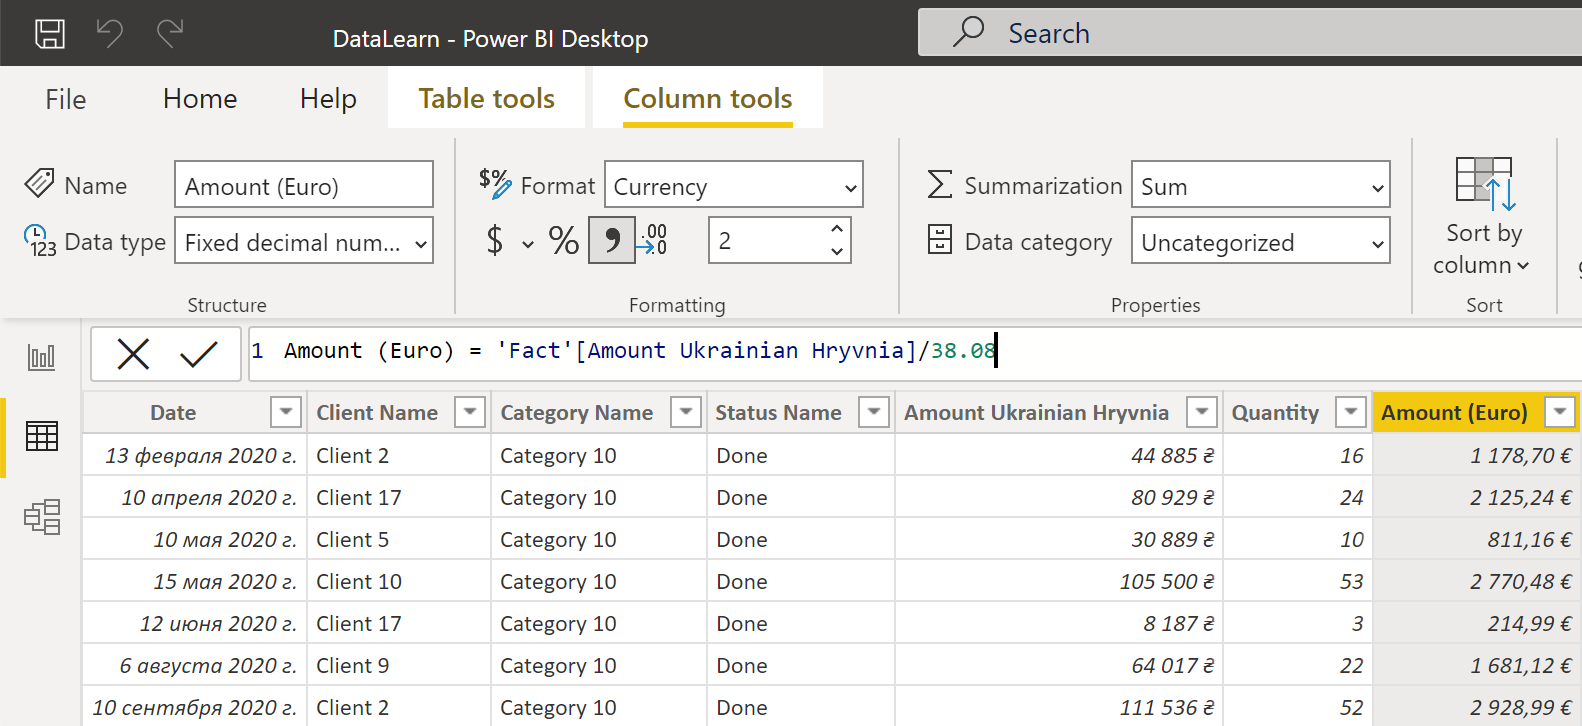 DataLearn - Power BI Desktop
Search
File Home Help Table tools Column tools
Name Amount (Euro) $% Format Currency Summarization Sum
123 Data type Fixed decimal num... $ % , .00 .0 2 Data category Uncategorized
Sort by
column
Structure Formatting Properties Sort
1 Amount (Euro) = 'Fact'[Amount Ukrainian Hryvnia]/38.08
Date Client Name Category Name Status Name Amount Ukrainian Hryvnia Quantity Amount (Euro)
13 февраля 2020 г. Client 2 Category 10 Done 44 885 ₴ 16 1 178,70 €
10 апреля 2020 г. Client 17 Category 10 Done 80 929 ₴ 24 2 125,24 €
10 мая 2020 г. Client 5 Category 10 Done 30 889 ₴ 10 811,16 €
15 мая 2020 г. Client 10 Category 10 Done 105 500 ₴ 53 2 770,48 €
12 июня 2020 г. Client 17 Category 10 Done 8 187 ₴ 3 214,99 €
6 августа 2020 г. Client 9 Category 10 Done 64 017 ₴ 22 1 681,12 €
10 сентября 2020 г. Client 2 Category 10 Done 111 536 ₴ 52 2 928,99 €